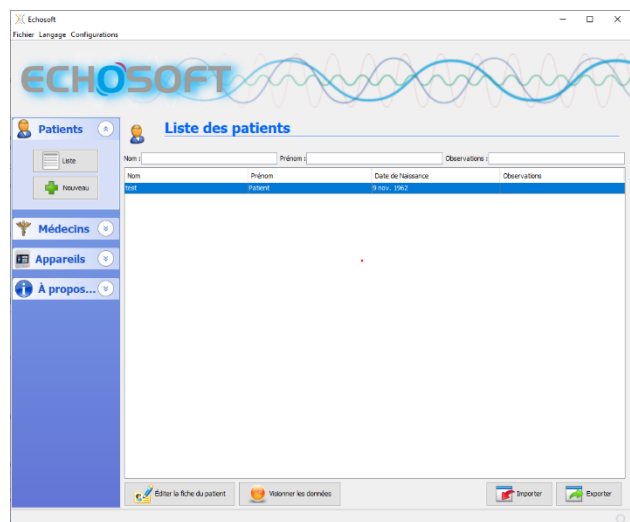 Echosoft
Fichier Langage Configurations
ECHOSOFT
Patients
Liste
Nouveau
Médecins
Appareils
À propos...
Liste des patients
Nom : Prénom : Observations :
Nom Prénom Date de Naissance Observations
test Patient 9 nov. 1962
Éditer la fiche du patient Visionner les données Importer Exporter